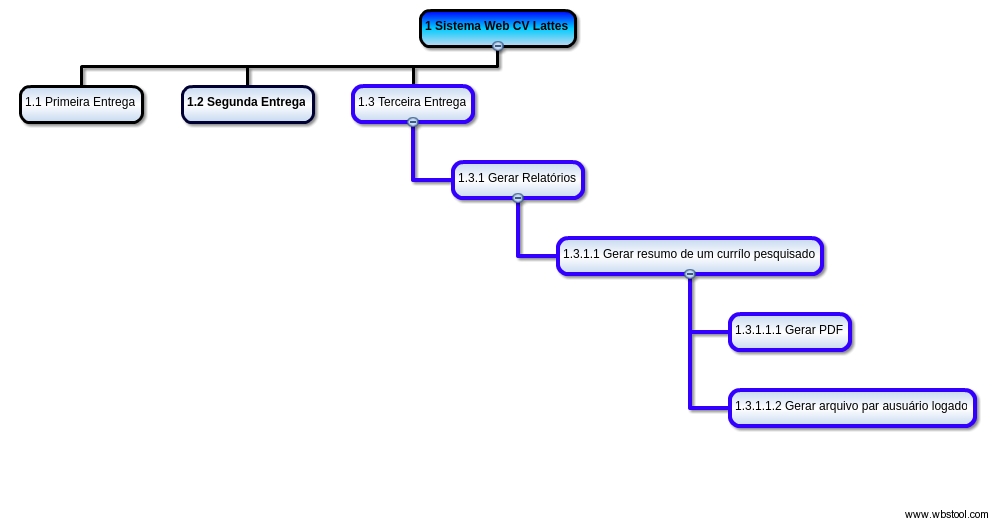 1 Sistema Web CV Lattes
1.1 Primeira Entrega
1.2 Segunda Entrega
1.3 Terceira Entrega
1.3.1 Gerar Relatórios
1.3.1.1 Gerar resumo de um currílo pesquisado
1.3.1.1.1 Gerar PDF
1.3.1.1.2 Gerar arquivo par ausuário logado
www.wbstool.com